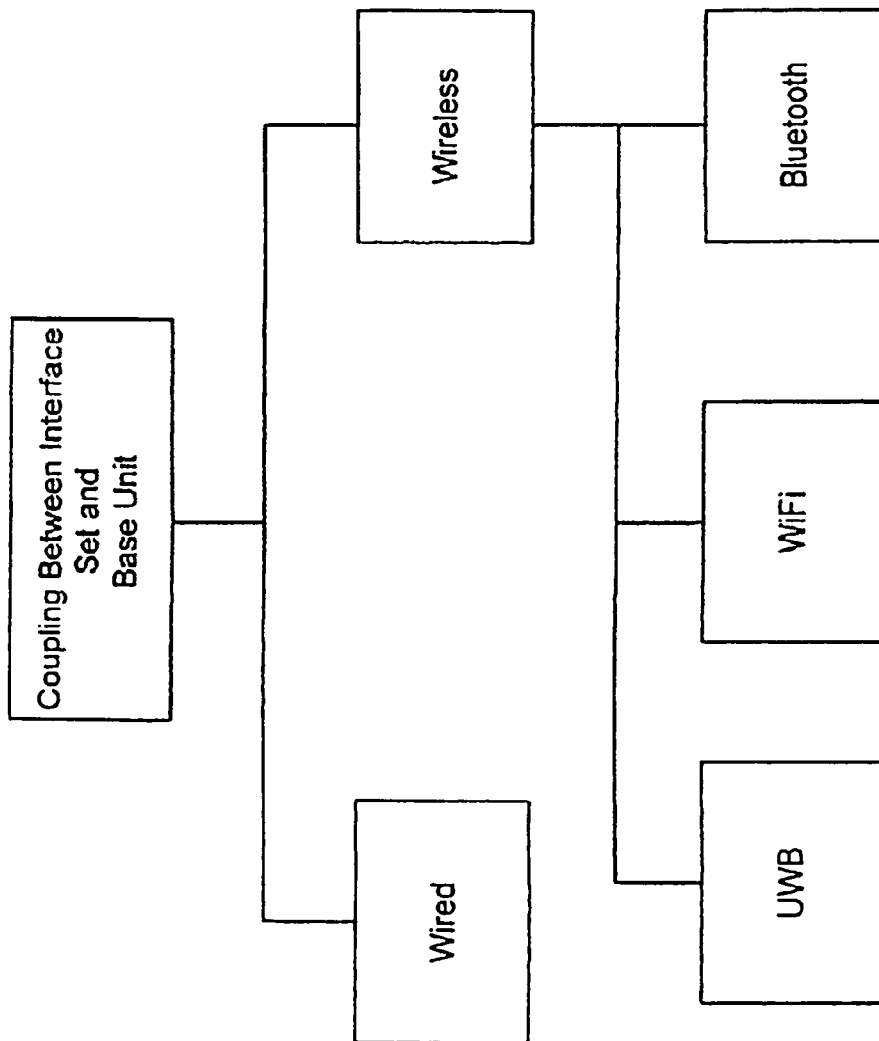 Coupling Between Interface
Set and
Base Unit
Wired
Wireless
UWB
WiFi
Bluetooth